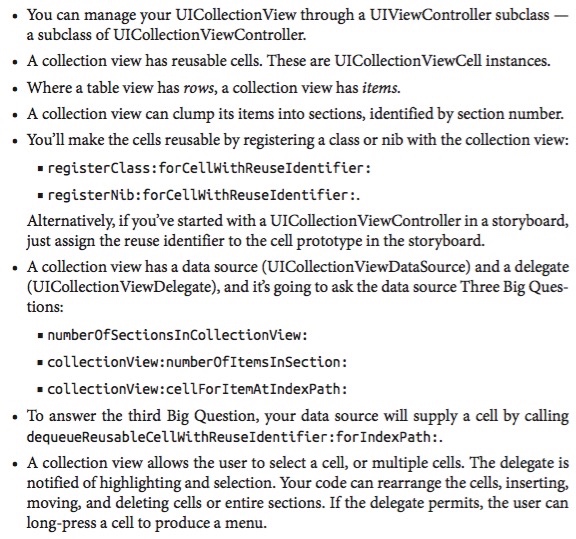 • You can manage your UICollectionView through a UIViewController subclass —
a subclass of UICollectionViewController.
• A collection view has reusable cells. These are UICollectionViewCell instances.
• Where a table view has rows, a collection view has items.
• A collection view can clump its items into sections, identified by section number.
• You’ll make the cells reusable by registering a class or nib with the collection view:
▪ registerClass:forCellWithReuseIdentifier:
▪ registerNib:forCellWithReuseIdentifier:.
Alternatively, if you’ve started with a UICollectionViewController in a storyboard,
just assign the reuse identifier to the cell prototype in the storyboard.
• A collection view has a data source (UICollectionViewDataSource) and a delegate
(UICollectionViewDelegate), and it’s going to ask the data source Three Big Ques-
tions:
▪ numberOfSectionsInCollectionView:
▪ collectionView:numberOfItemsInSection:
▪ collectionView:cellForItemAtIndexPath:
• To answer the third Big Question, your data source will supply a cell by calling
dequeueReusableCellWithReuseIdentifier:forIndexPath:.
• A collection view allows the user to select a cell, or multiple cells. The delegate is
notified of highlighting and selection. Your code can rearrange the cells, inserting,
moving, and deleting cells or entire sections. If the delegate permits, the user can
long-press a cell to produce a menu.